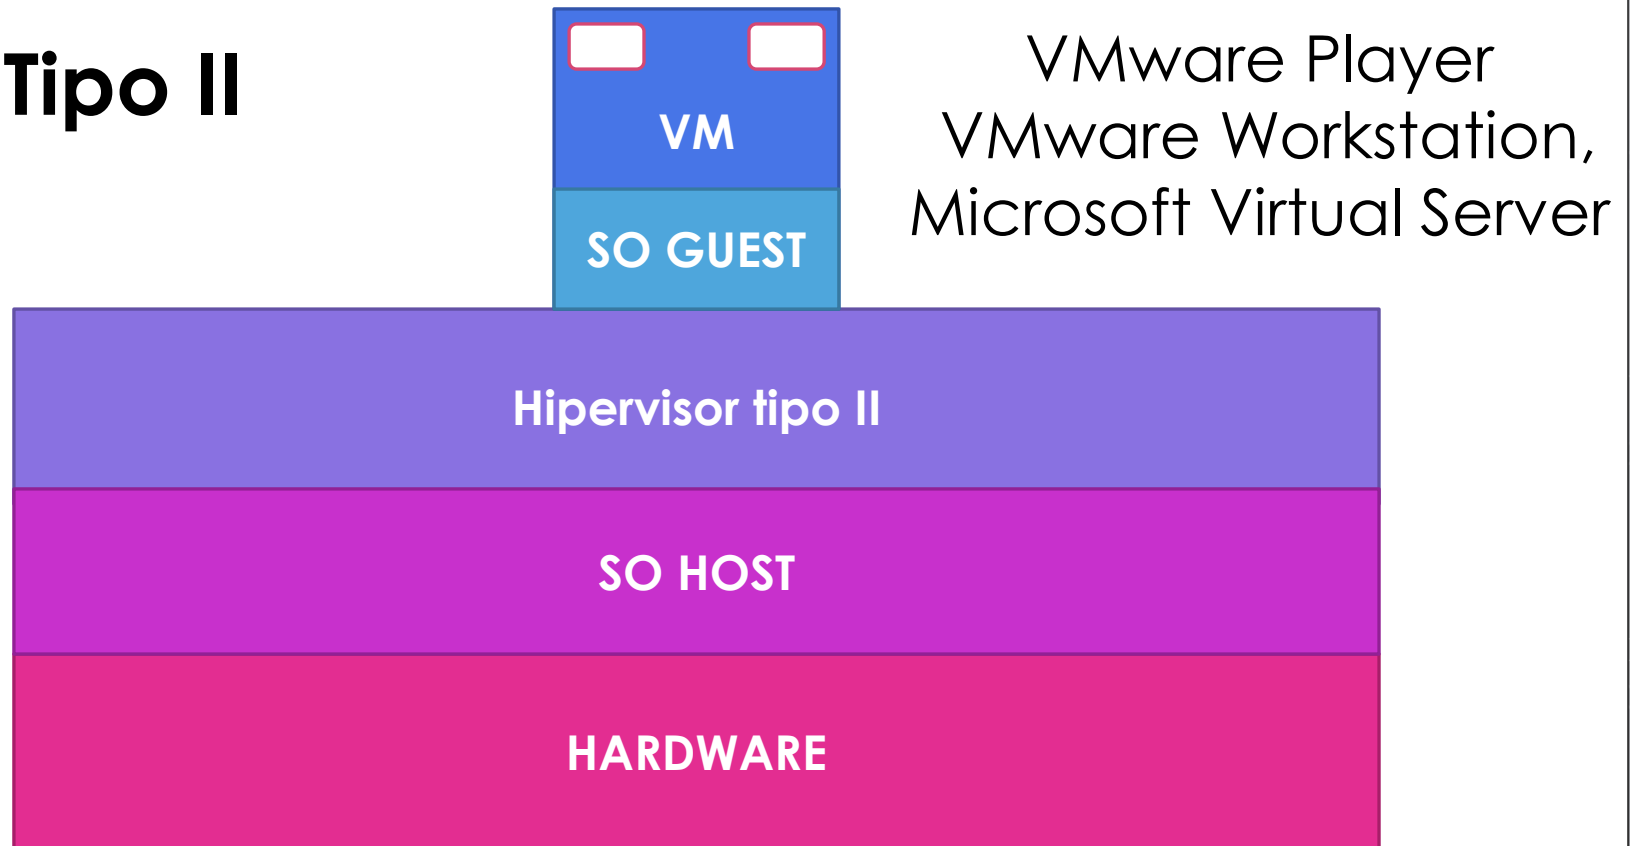 Tipo II
VMware Player
VMware Workstation,
Microsoft Virtual Server
VM
SO GUEST
Hipervisor tipo II
SO HOST
HARDWARE